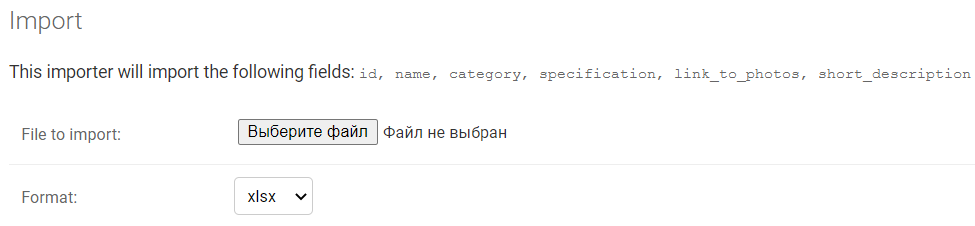 Import
This importer will import the following fields: id, name, category, specification, link_to_photos, short_description
File to import: Выберите файл Файл не выбран
Format: xlsx